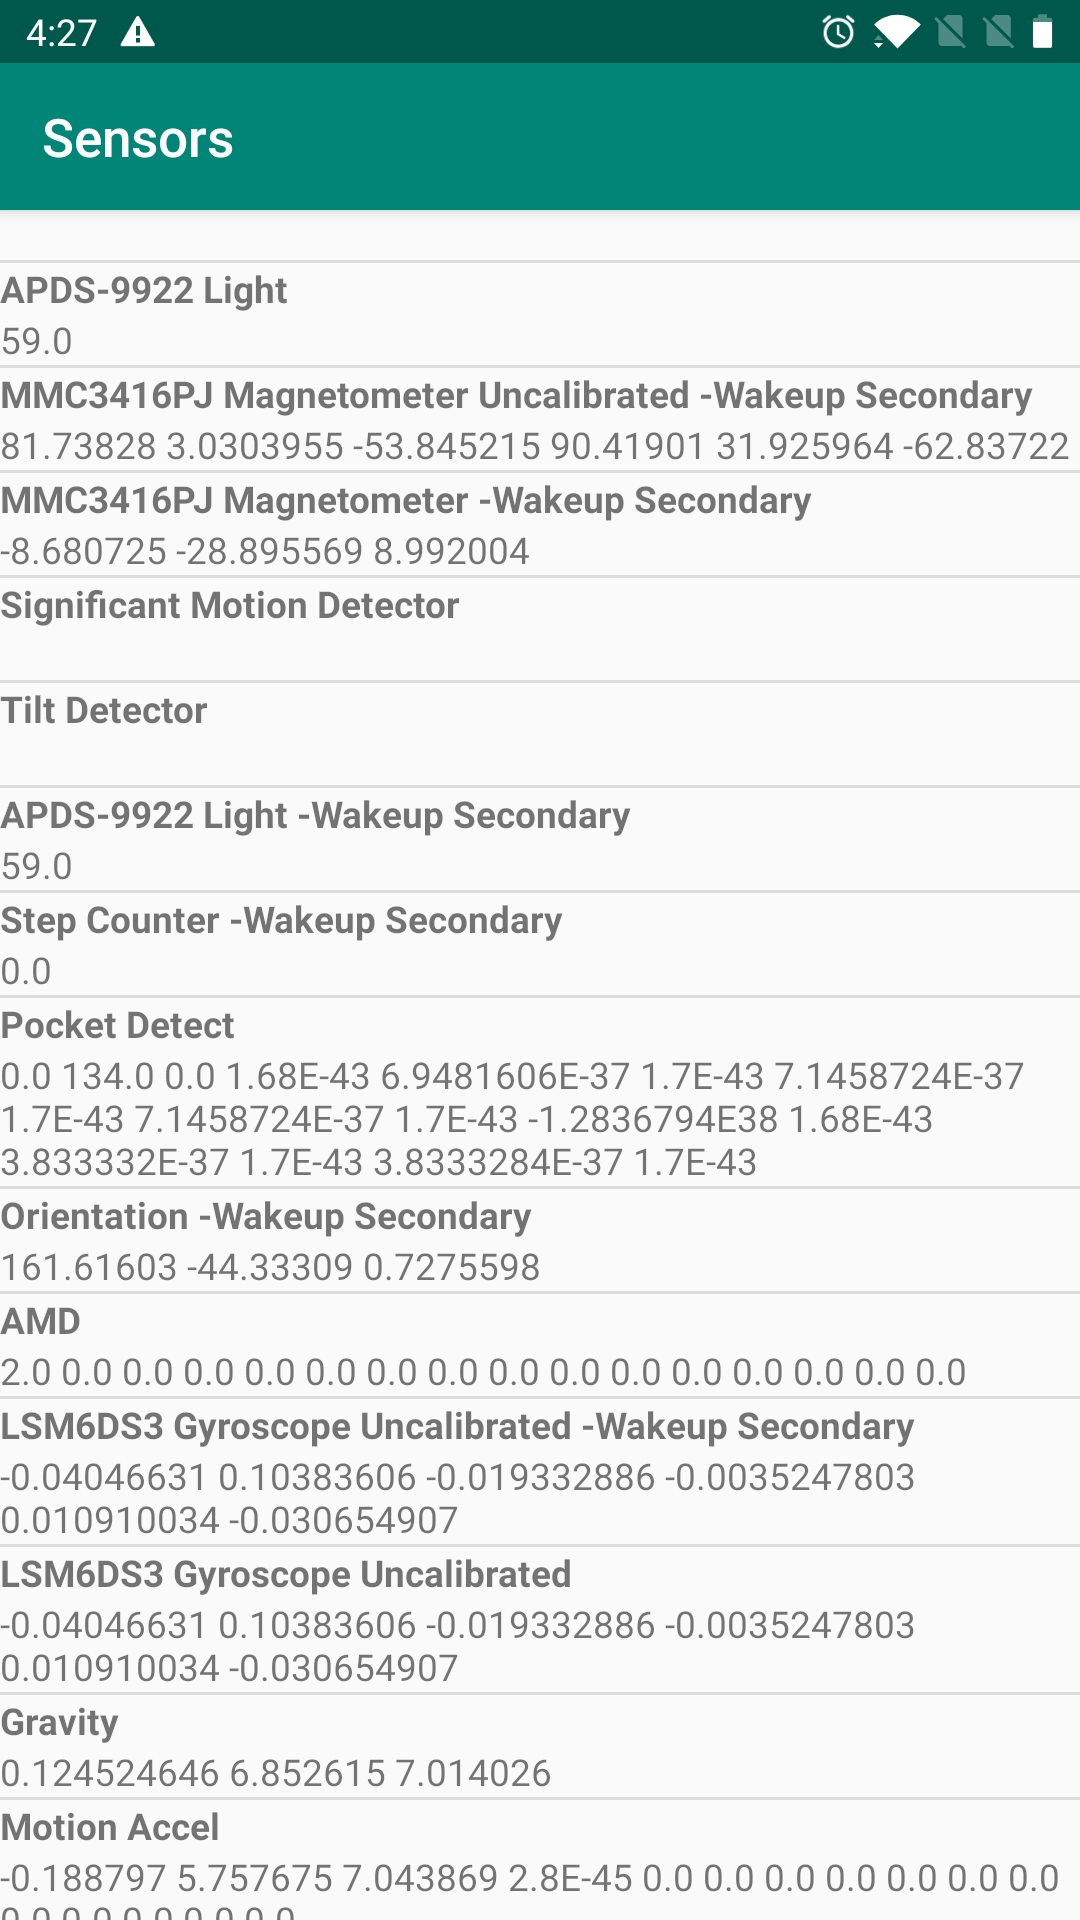 4:27
Sensors
APDS-9922 Light
59.0
MMC3416PJ Magnetometer Uncalibrated -Wakeup Secondary
81.73828 3.0303955 -53.845215 90.41901 31.925964 -62.83722
MMC3416PJ Magnetometer -Wakeup Secondary
-8.680725 -28.895569 8.992004
Significant Motion Detector
Tilt Detector
APDS-9922 Light -Wakeup Secondary
59.0
Step Counter -Wakeup Secondary
0.0
Pocket Detect
0.0 134.0 0.0 1.68E-43 6.9481606E-37 1.7E-43 7.1458724E-37
1.7E-43 7.1458724E-37 1.7E-43 -1.2836794E38 1.68E-43
3.833332E-37 1.7E-43 3.8333284E-37 1.7E-43
Orientation -Wakeup Secondary
161.61603 -44.33309 0.7275598
AMD
2.0 0.0 0.0 0.0 0.0 0.0 0.0 0.0 0.0 0.0 0.0 0.0 0.0 0.0 0.0 0.0
LSM6DS3 Gyroscope Uncalibrated -Wakeup Secondary
-0.04046631 0.10383606 -0.019332886 -0.0035247803
0.010910034 -0.030654907
LSM6DS3 Gyroscope Uncalibrated
-0.04046631 0.10383606 -0.019332886 -0.0035247803
0.010910034 -0.030654907
Gravity
0.124524646 6.852615 7.014026
Motion Accel
-0.188797 5.757675 7.043869 2.8E-45 0.0 0.0 0.0 0.0 0.0 0.0 0.0